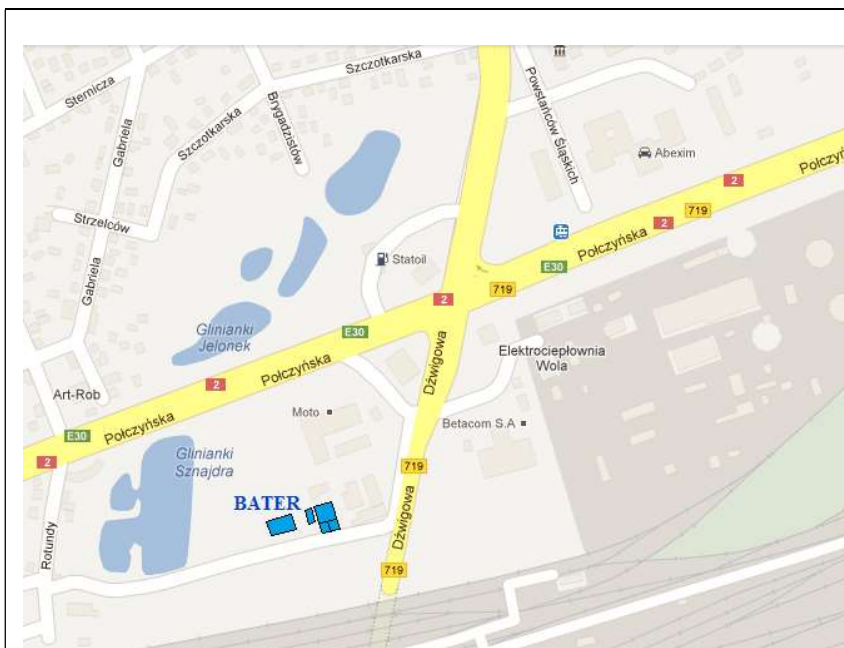 Szczotkarska
Sternicza
Gabriela
Brygadzistów
Szczotkarska
Powstańców Śląskich
Abexim
Połczyń
2
719
2
Połczyńska
Strzelców
Statoil
E30
719
2
Gabriela
Glinianki
Jelonek
E30
Połczyńska
Dźwigowa
Elektrociepłownia
Wola
2
Art-Rob
Moto
Betacom S.A
Połczyńska
E30
2
Glinianki
Sznajdra
719
BATER
Dźwigowa
Rotundy
719